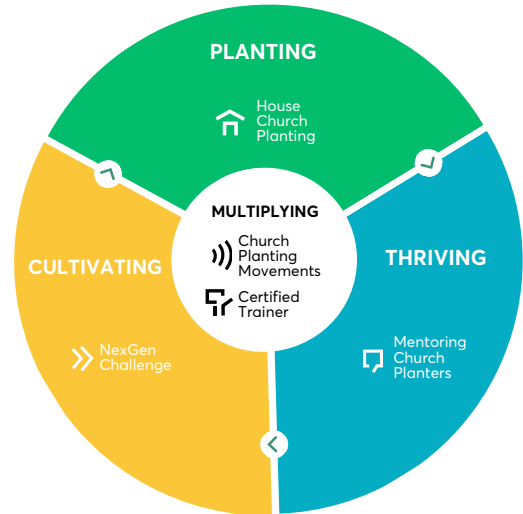 PLANTING
House
Church
Planting
MULTIPLYING
Church
Planting
Movements
Certified
Trainer
CULTIVATING
NexGen
Challenge
THRIVING
Mentoring
Church
Planters